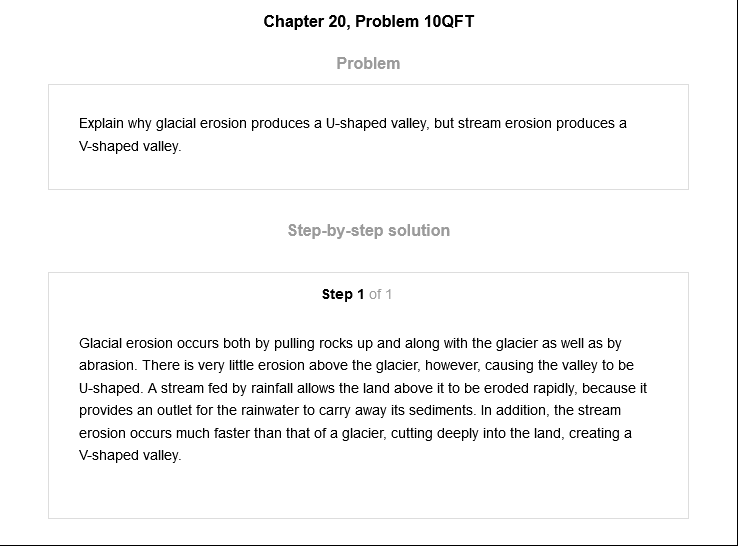 Chapter 20, Problem 10QFT
Problem
Explain why glacial erosion produces a U-shaped valley, but stream erosion produces a
V-shaped valley.
Step-by-step solution
Step 1 of 1
Glacial erosion occurs both by pulling rocks up and along with the glacier as well as by
abrasion. There is very little erosion above the glacier, however, causing the valley to be
U-shaped. A stream fed by rainfall allows the land above it to be eroded rapidly, because it
provides an outlet for the rainwater to carry away its sediments. In addition, the stream
erosion occurs much faster than that of a glacier, cutting deeply into the land, creating a
V-shaped valley.